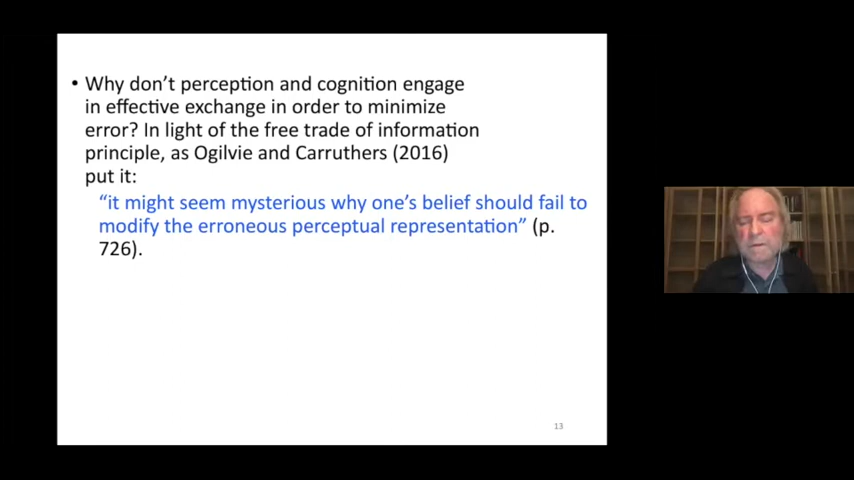 • Why don’t perception and cognition engage
in effective exchange in order to minimize
error? In light of the free trade of information
principle, as Ogilvie and Carruthers (2016)
put it:
“it might seem mysterious why one’s belief should fail to
modify the erroneous perceptual representation” (p.
726).
13